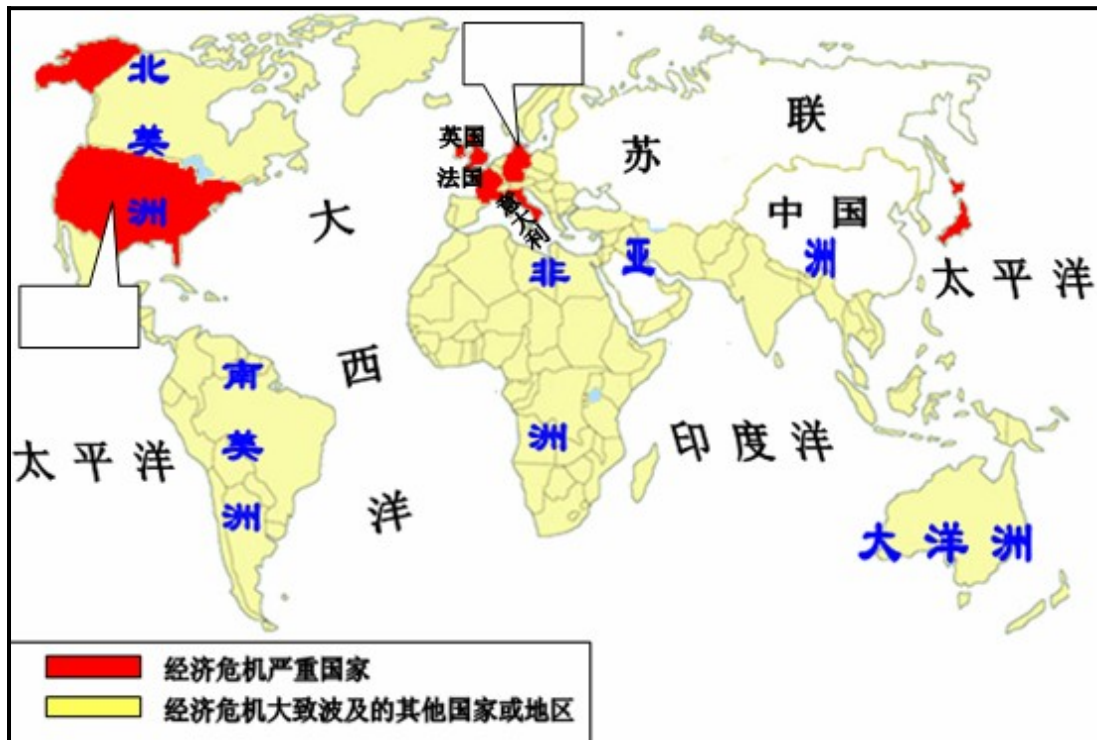 北美洲
英国
法国
意大利
苏联
中国
亚洲
非洲
大西洋
太平洋
南美洲
太平洋
印度洋
大洋洲
经济危机严重国家
经济危机大致波及的其他国家或地区